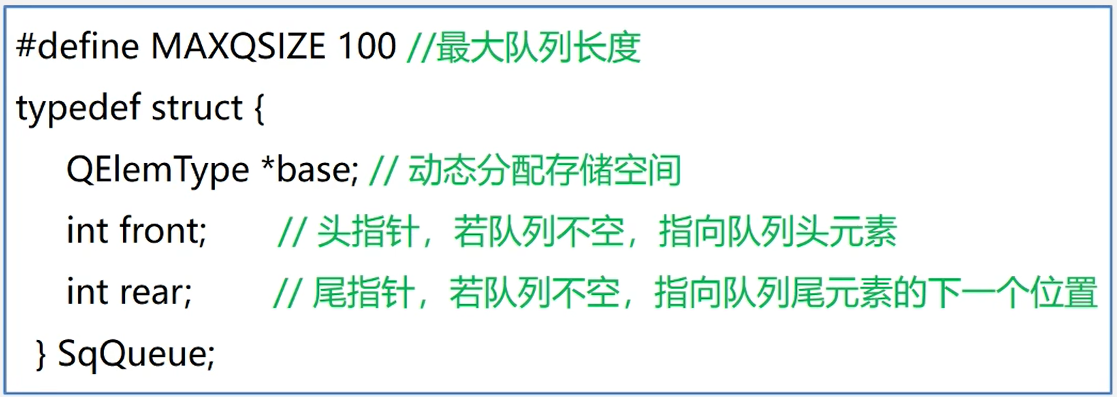 #define MAXQSIZE 100 //最大队列长度
typedef struct {
QElemType *base; // 动态分配存储空间
int front; // 头指针，若队列不空，指向队列头元素
int rear; // 尾指针，若队列不空，指向队列尾元素的下一个位置
} SqQueue;